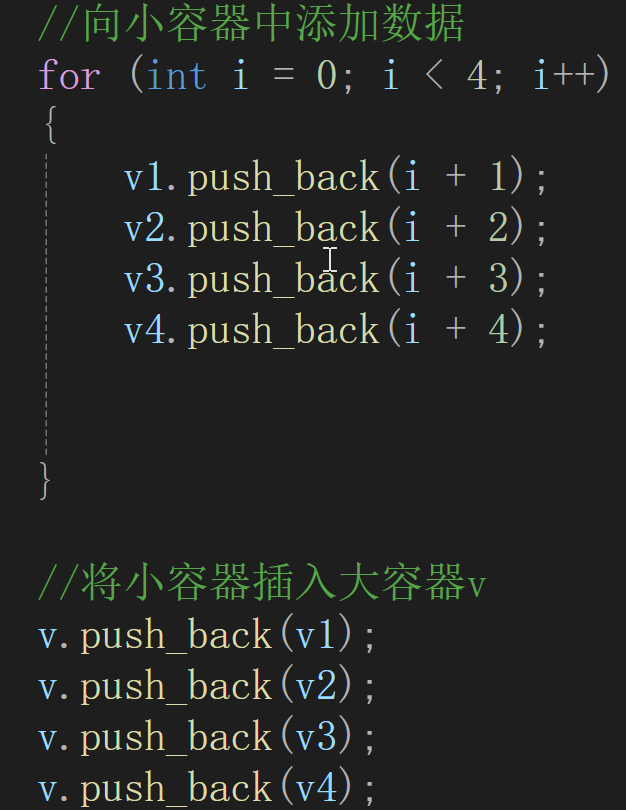 //向小容器中添加数据
for (int i = 0; i < 4; i++)
{
v1.push_back(i + 1);
v2.push_back(i + 2);
v3.push_back(i + 3);
v4.push_back(i + 4);
}
//将小容器插入大容器v
v.push_back(v1);
v.push_back(v2);
v.push_back(v3);
v.push_back(v4);